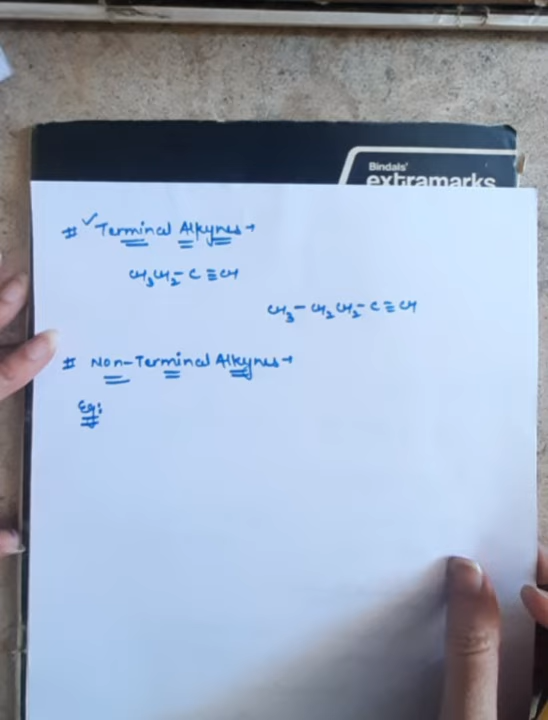 Bindals'
extramarks
# ✓Terminal Alkynes →
CH₃CH₂-C≡CH
CH₃-CH₂CH₂-C≡CH
# Non-Terminal Alkynes →
Eg: